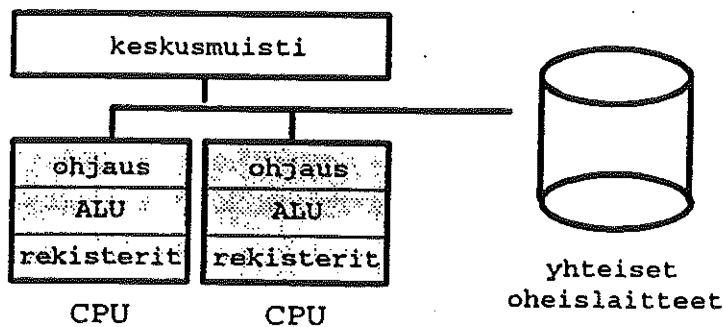 keskusmuisti
ohjaus
ALU
rekisterit
CPU
ohjaus
ALU
rekisterit
CPU
yhteiset
oheislaitteet